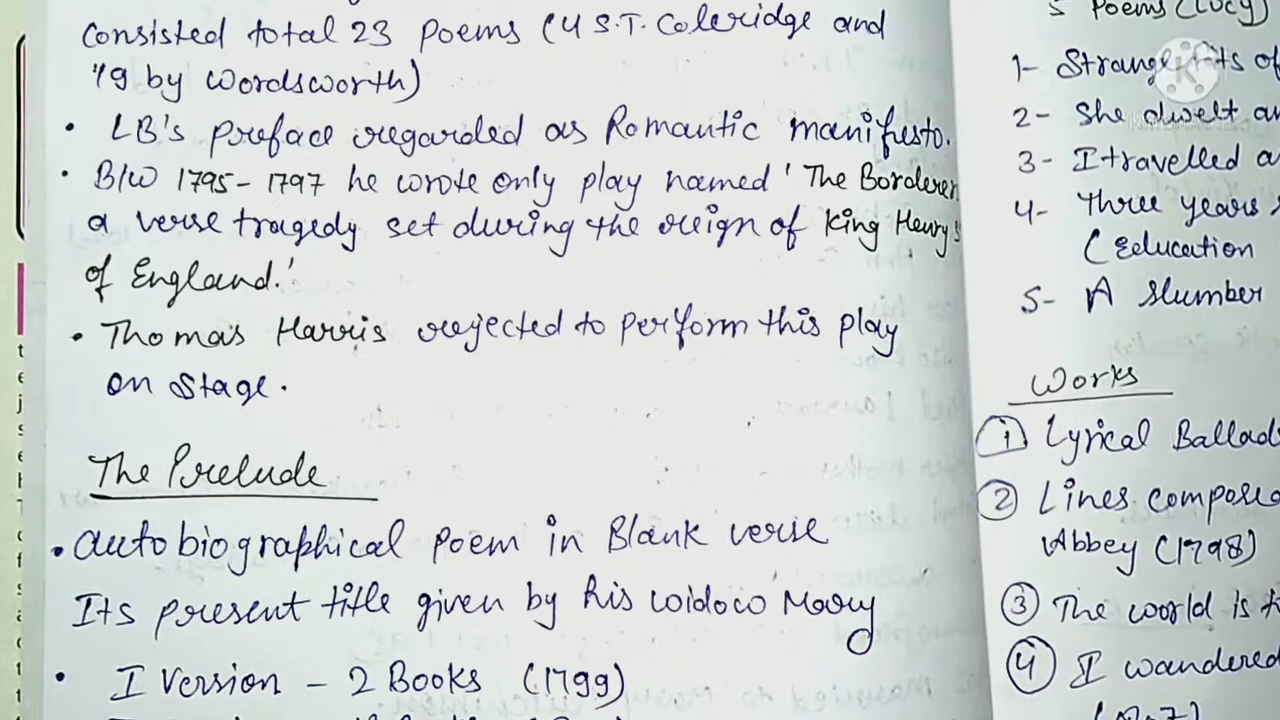 Consisted total 23 Poems (4 S.T. Coleridge and
19 by Wordsworth)
• LB's preface regarded as Romantic manifesto.
• B/W 1795-1797 he wrote only play named 'The Borderer
a verse tragedy set during the reign of King Henry
of England.'
• Thomas Harris rejected to perform this play
on stage.
The Prelude
• autobiographical poem in Blank verse
Its present title given by his widow Mary
• I Version - 2 Books (1799)
5 Poems (Lucy)
1- Strange fits of
2- She dwelt
3- I travelled
4- Three years
(Education
5- A Slumber
Works
1 Lyrical Ballad
2 Lines compose
Abbey (1798)
3 The world is
4 I wandered